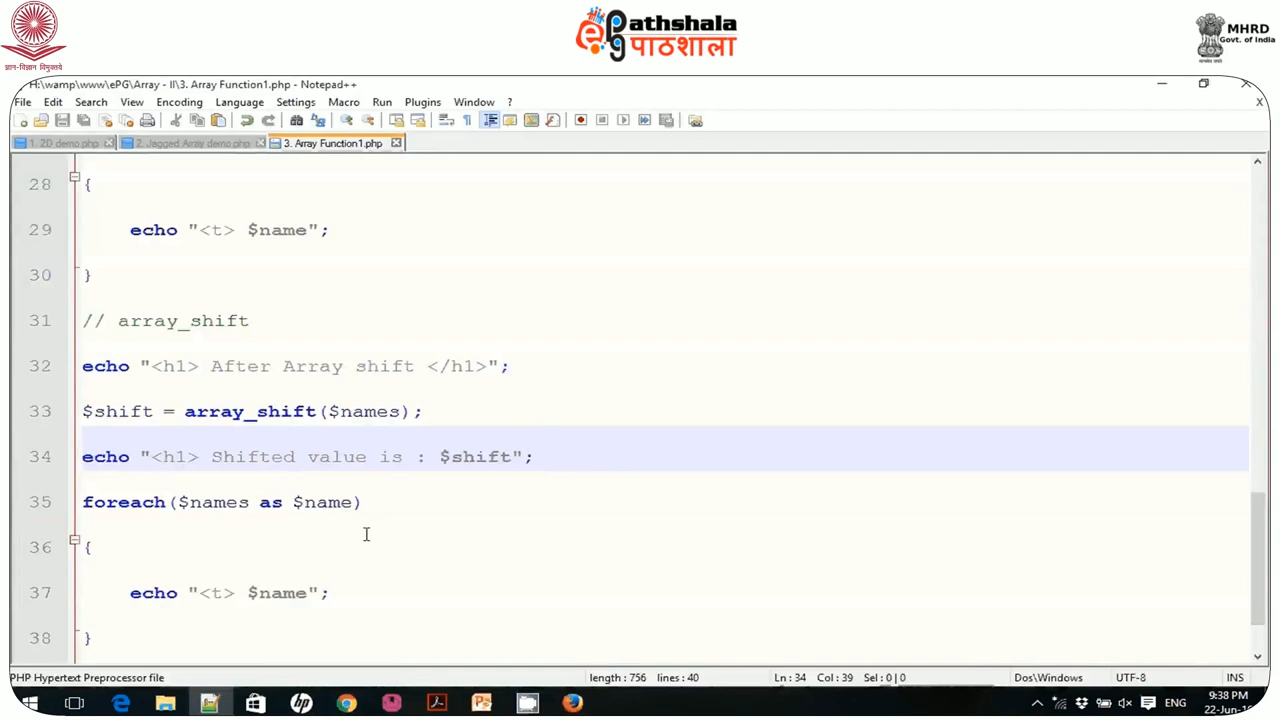 ज्ञान-विज्ञान विमुक्तये
ePG Pathshala
पाठशाला
MHRD
Govt. of India
H:\wamp\www\ePG\Array - II\3. Array Function1.php - Notepad++
File Edit Search View Encoding Language Settings Macro Run Plugins Window ? X
1. 2D demo.php 2. Jagged Array demo.php 3. Array Function1.php
28 {
29 echo "<t> $name";
30 }
31 // array_shift
32 echo "<h1> After Array shift </h1>";
33 $shift = array_shift($names);
34 echo "<h1> Shifted value is : $shift";
35 foreach($names as $name)
36 {
37 echo "<t> $name";
38 }
PHP Hypertext Preprocessor file length : 756 lines : 40 Ln : 34 Col : 39 Sel : 0 | 0 Dos\Windows UTF-8 INS
ENG 9:38 PM